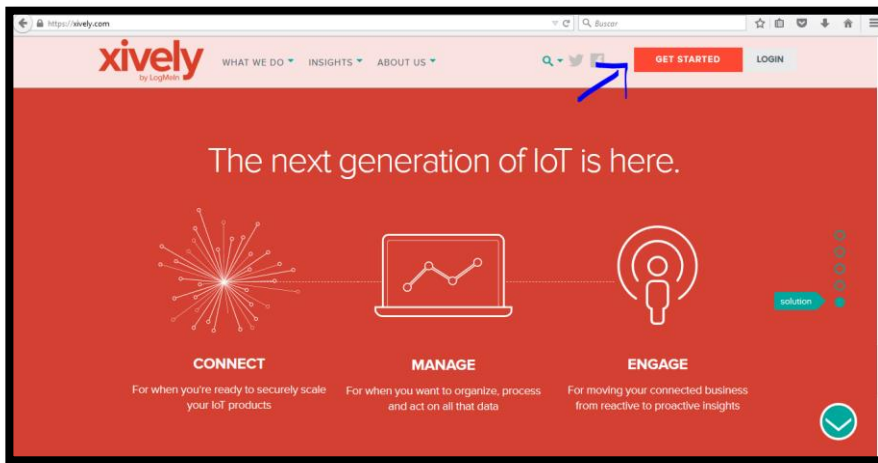 https://xively.com
Buscar
xively
by LogMeIn
WHAT WE DO
INSIGHTS
ABOUT US
GET STARTED
LOGIN
The next generation of IoT is here.
solution
CONNECT
For when you're ready to securely scale
your IoT products
MANAGE
For when you want to organize, process
and act on all that data
ENGAGE
For moving your connected business
from reactive to proactive insights